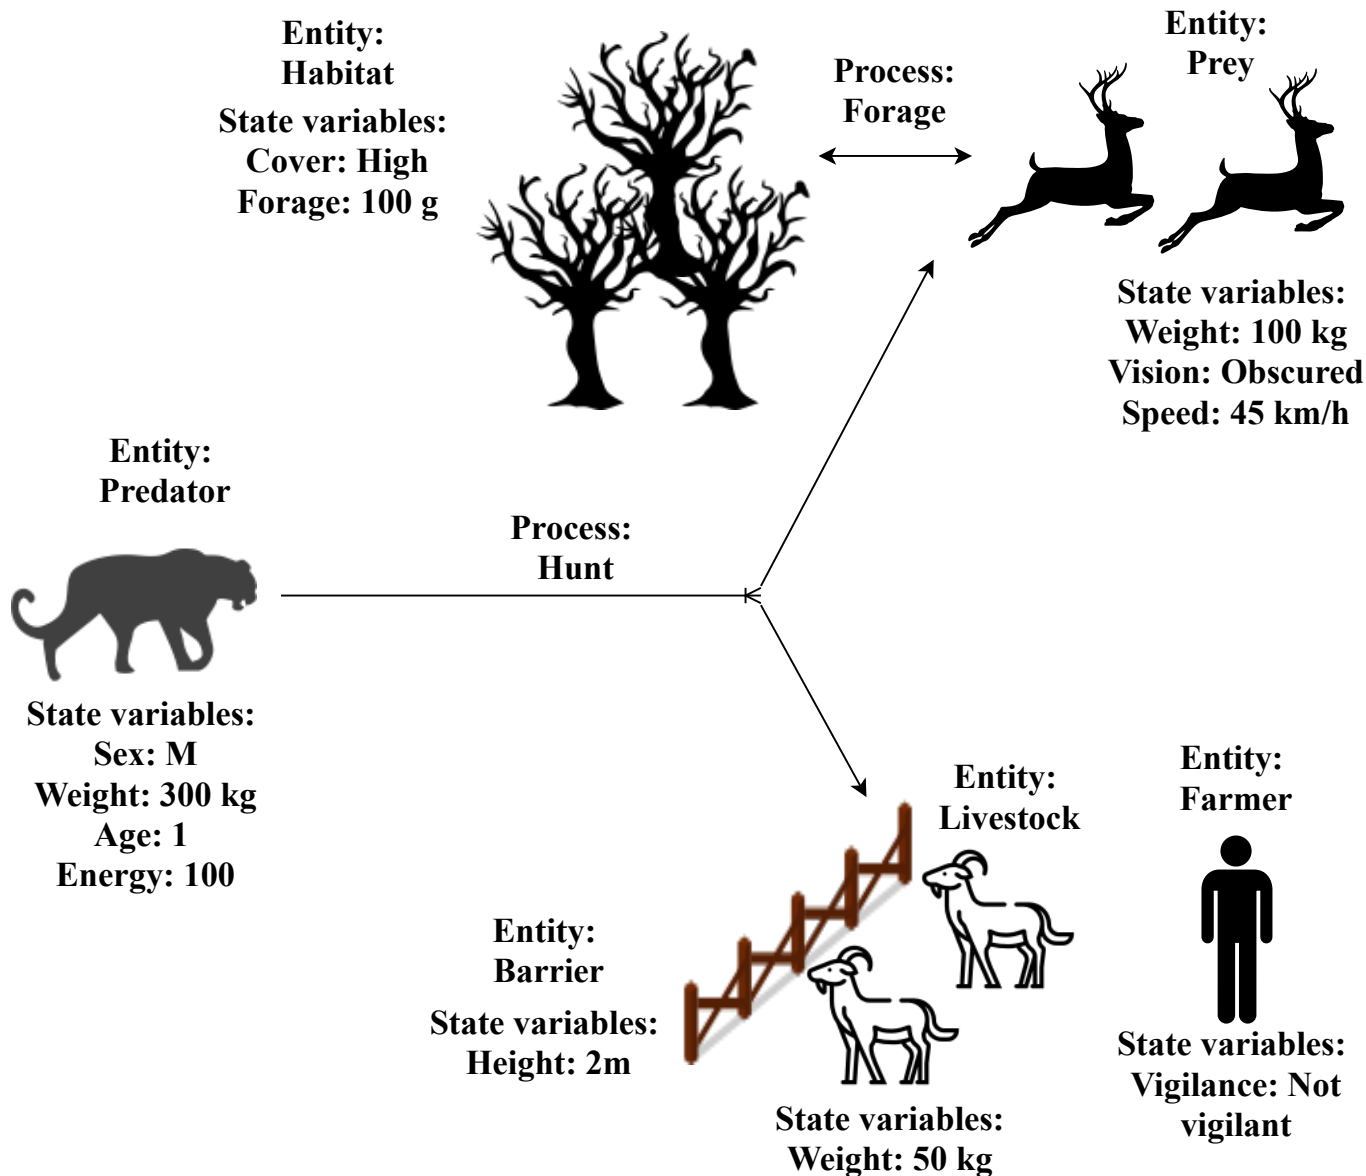 Entity:
Habitat
State variables:
Cover: High
Forage: 100 g
Process:
Forage
Entity:
Prey
State variables:
Weight: 100 kg
Vision: Obscured
Speed: 45 km/h
Entity:
Predator
State variables:
Sex: M
Weight: 300 kg
Age: 1
Energy: 100
Process:
Hunt
Entity:
Livestock
State variables:
Weight: 50 kg
Entity:
Barrier
State variables:
Height: 2m
Entity:
Farmer
State variables:
Vigilance: Not
vigilant